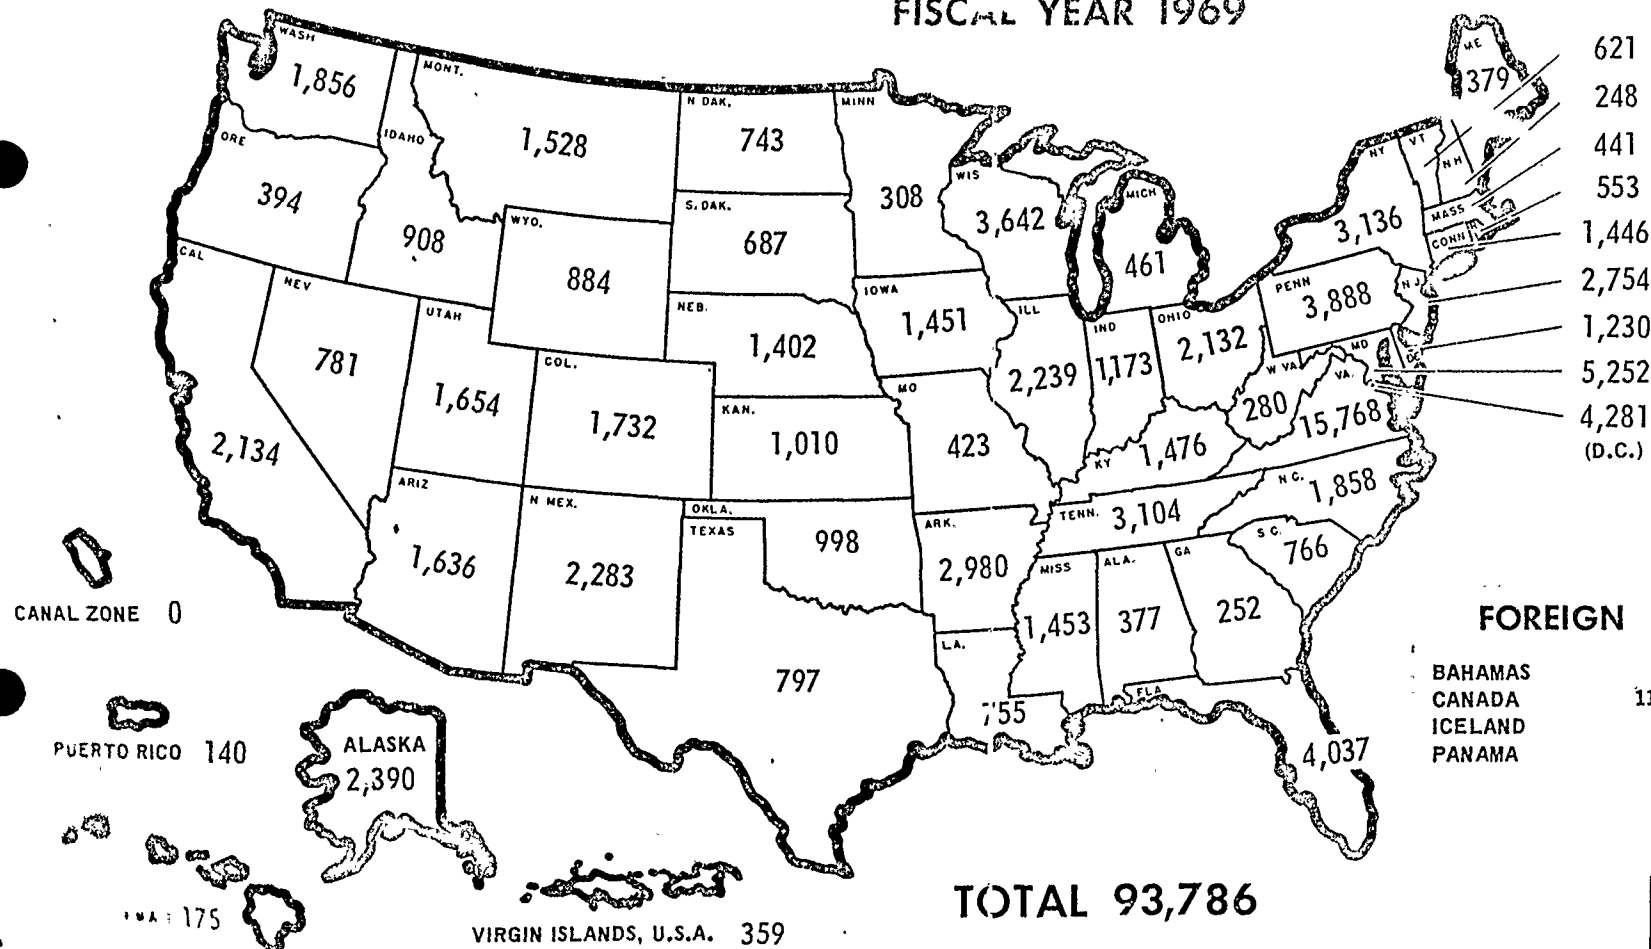 FISCAL YEAR 1969
WASH
1,856
ORE
394
IDAHO
908
MONT.
1,528
N DAK.
743
MINN
308
S. DAK.
687
WYO.
884
CAL
2,134
NEV
781
UTAH
1,654
COL.
1,732
NEB.
1,402
KAN.
1,010
IOWA
1,451
MO
423
WIS
3,642
MICH
461
ILL
2,239
IND
1,173
OHIO
2,132
KY
1,476
W VA.
280
VA.
15,768
PENN
3,888
NY
3,136
VT
NH
ME
379
MASS
CONN
R
NJ
MD
621
248
441
553
1,446
2,754
1,230
5,252
4,281
(D.C.)
ARIZ
1,636
N MEX.
2,283
OKLA.
998
TEXAS
797
ARK.
2,980
LA.
755
TENN.
3,104
N C.
1,858
S C.
766
MISS
1,453
ALA.
377
GA
252
FLA
4,037
CANAL ZONE 0
PUERTO RICO 140
ALASKA
2,390
175
VIRGIN ISLANDS, U.S.A. 359
TOTAL 93,786
FOREIGN
BAHAMAS
CANADA 11
ICELAND
PANAMA